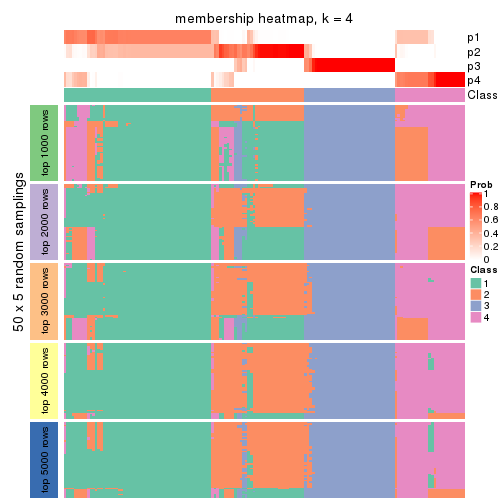 membership heatmap, k = 4
p1
p2
p3
p4
Class
50 x 5 random samplings
top 1000 rows
top 2000 rows
top 3000 rows
top 4000 rows
top 5000 rows
Prob
1
0.8
0.6
0.4
0.2
0
Class
1
2
3
4